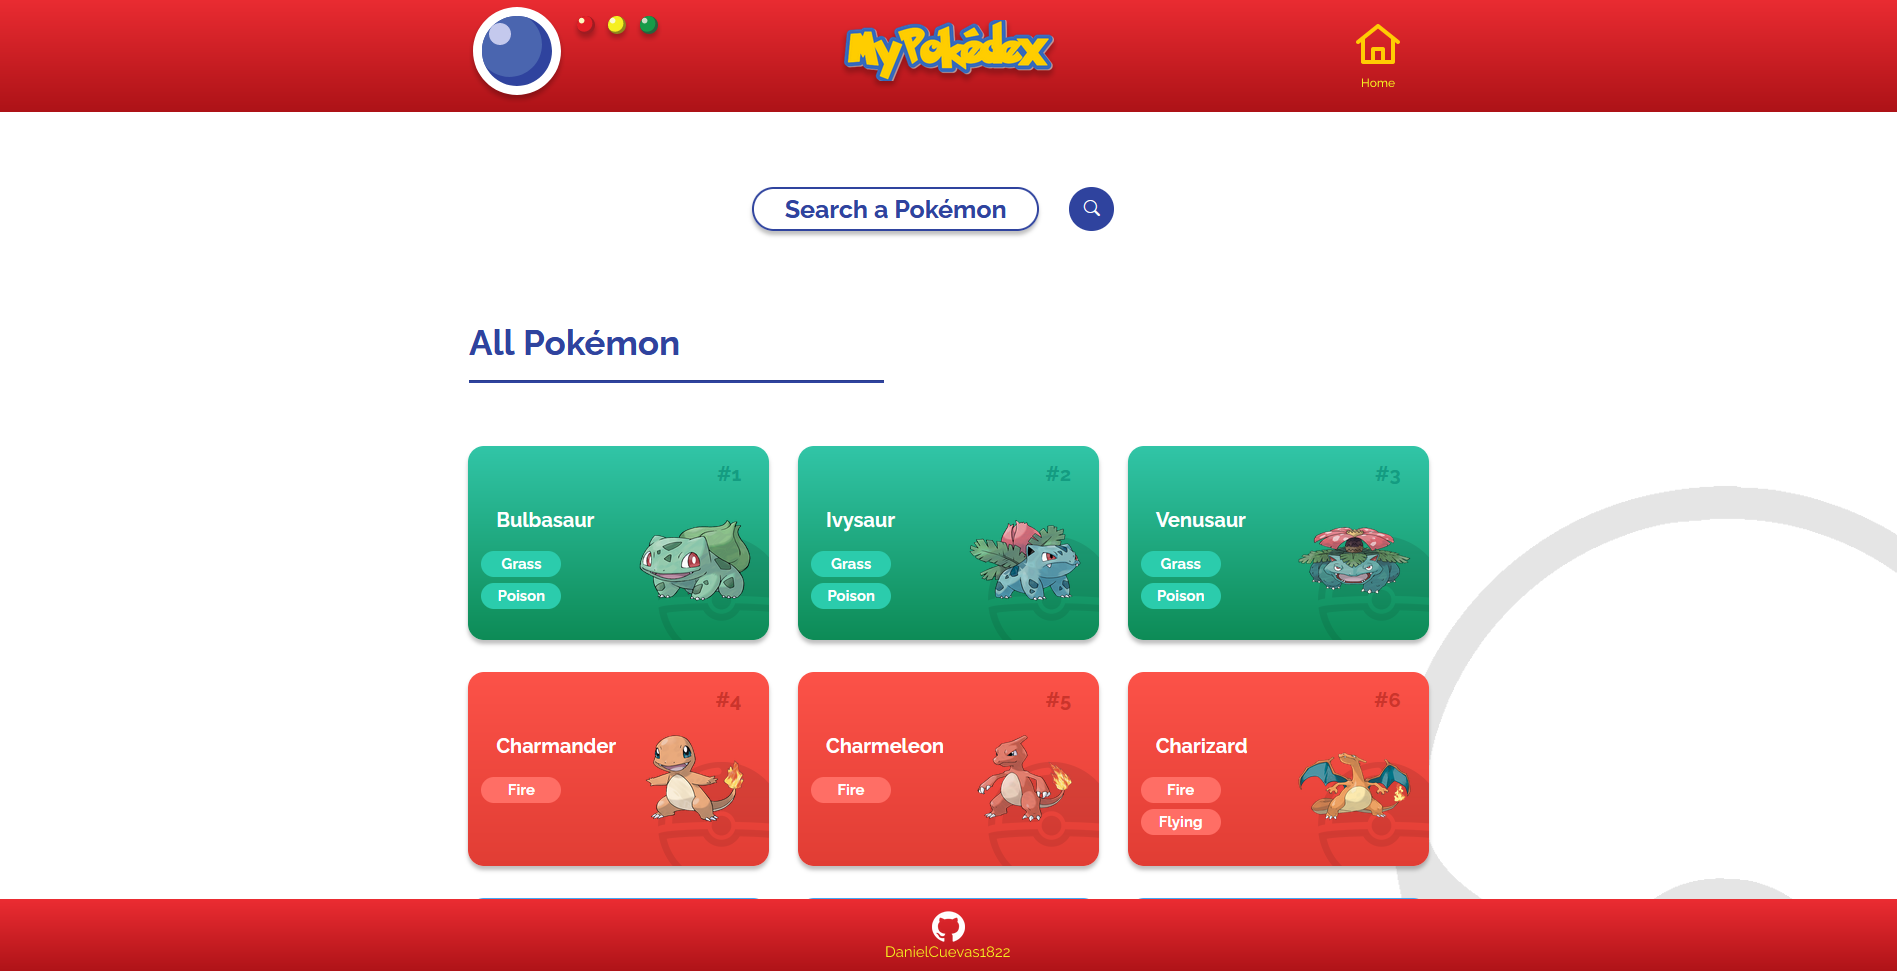 MyPokédex
Home
Search a Pokémon
All Pokémon
#1
Bulbasaur
Grass
Poison
#2
Ivysaur
Grass
Poison
#3
Venusaur
Grass
Poison
#4
Charmander
Fire
#5
Charmeleon
Fire
#6
Charizard
Fire
Flying
DanielCuevas1822